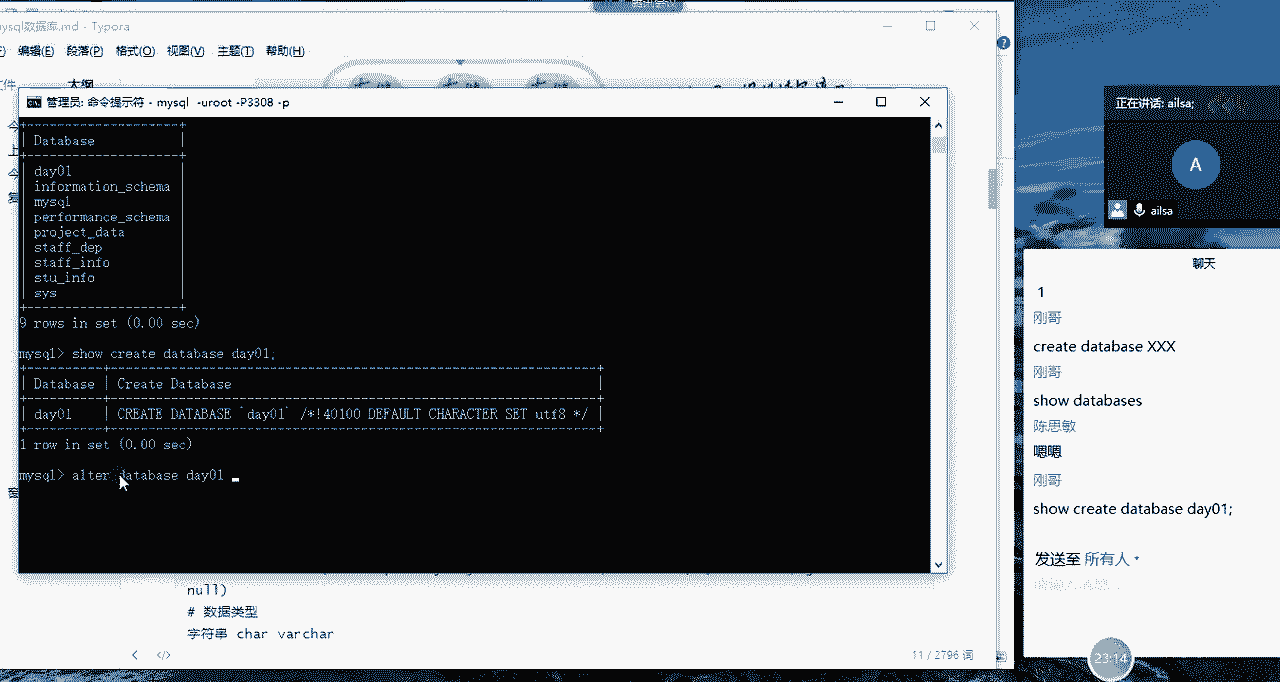 mysql数据库.md - Typora
编辑(E) 段落(P) 格式(O) 视图(V) 主题(T) 帮助(H)
大纲
管理员: 命令提示符 - mysql -uroot -P3308 -p
+--------------------+
| Database           |
+--------------------+
| day01              |
| information_schema |
| mysql              |
| performance_schema |
| project_data       |
| staff_dep          |
| staff_info         |
| stu_info           |
| sys                |
+--------------------+
9 rows in set (0.00 sec)
mysql> show create database day01;
| Database | Create Database |
| day01 | CREATE DATABASE `day01` /*!40100 DEFAULT CHARACTER SET utf8 */ |
1 row in set (0.00 sec)
mysql> alter database day01
null)
# 数据类型
字符串 char varchar
</>
11 / 2796 词
正在讲话: ailsa;
A
ailsa
聊天
1
刚哥
create database XXX
刚哥
show databases
陈思敏
嗯嗯
刚哥
show create database day01;
发送至 所有人
23:14